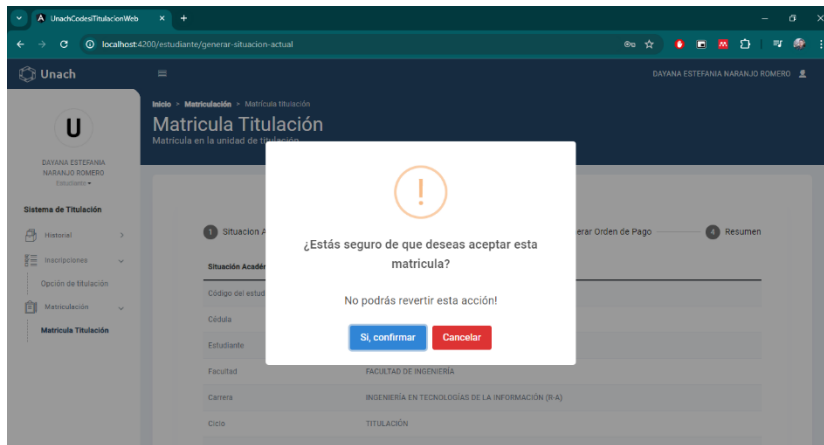 UnachCodesiTitulacionWeb
localhost:4200/estudiante/generar-situacion-actual
Unach
DAYANA ESTEFANIA NARANJO ROMERO
Inicio > Matriculación > Matrícula titulación
Matricula Titulación
Matricula en la unidad de titulación
U
DAYANA ESTEFANIA
NARANJO ROMERO
Estudiante
Sistema de Titulación
Historial
Inscripciones
Opción de titulación
Matriculación
Matrícula Titulación
1 Situacion A
erar Orden de Pago
4 Resumen
!
¿Estás seguro de que deseas aceptar esta
matricula?
No podrás revertir esta acción!
Si, confirmar
Cancelar
Situación Acadé
Código del estud
Cédula
Estudiante
Facultad FACULTAD DE INGENIERÍA
Carrera INGENIERÍA EN TECNOLOGÍAS DE LA INFORMACIÓN (R-A)
Ciclo TITULACIÓN